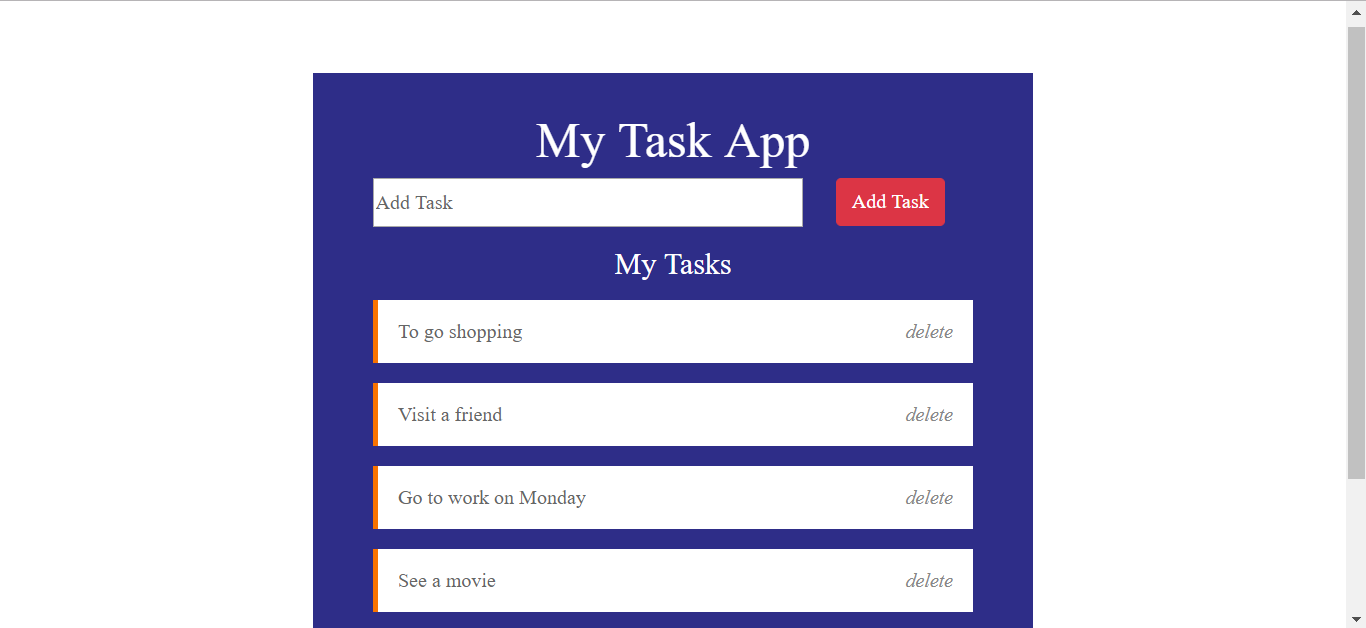 My Task App
Add Task Add Task
My Tasks
To go shopping delete
Visit a friend delete
Go to work on Monday delete
See a movie delete